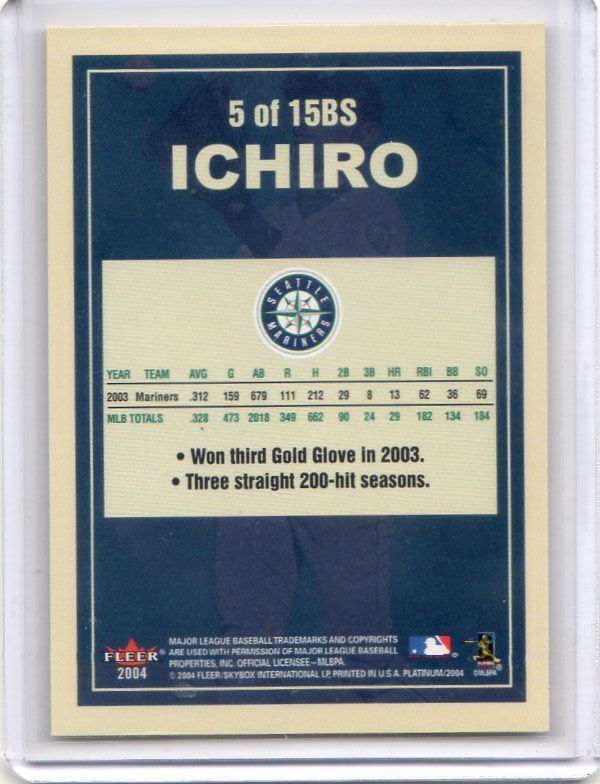 5 of 15BS
ICHIRO
SEATTLE
MARINERS
YEAR TEAM AVG G AB R H 2B 3B HR RBI BB SO
2003 Mariners .312 159 679 111 212 29 8 13 62 36 69
MLB TOTALS .328 473 2018 349 662 90 24 29 182 134 184
• Won third Gold Glove in 2003.
• Three straight 200-hit seasons.
MAJOR LEAGUE BASEBALL TRADEMARKS AND COPYRIGHTS
FLEER® ARE USED WITH PERMISSION OF MAJOR LEAGUE BASEBALL
2004 PROPERTIES, INC. OFFICIAL LICENSEE–MLBPA.
© 2004 FLEER/SKYBOX INTERNATIONAL LP, PRINTED IN U.S.A. PLATINUM/2004 ©MLBPA